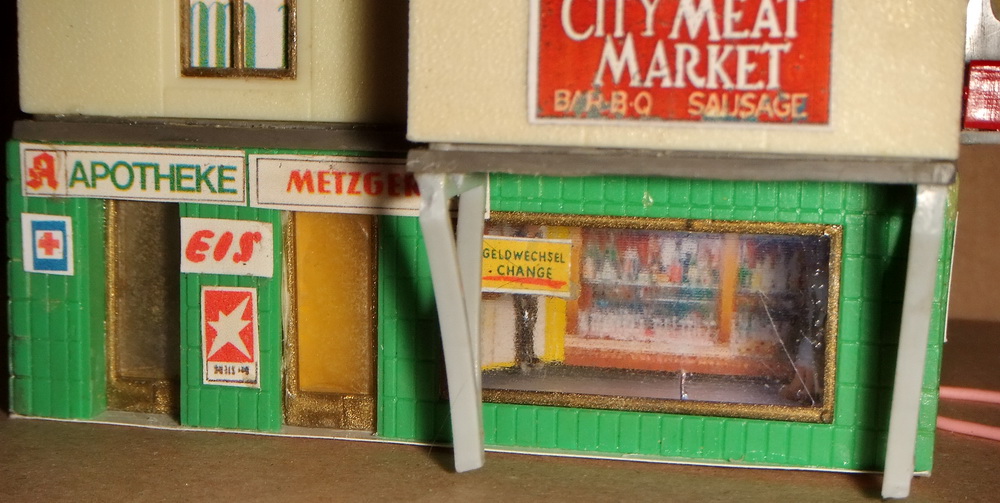 CITY MEAT
MARKET
BAR-B-Q SAUSAGE
A APOTHEKE
METZGER
EIS
GELDWECHSEL
- CHANGE